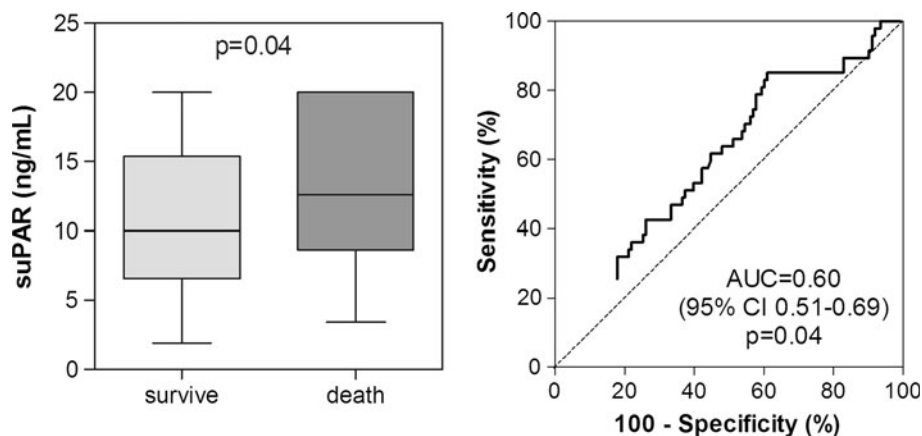 25
20
15
10
5
0
suPAR (ng/mL)
p=0.04
survive
death
100
80
60
40
20
0
Sensitivity (%)
AUC=0.60
(95% CI 0.51-0.69)
p=0.04
0
20
40
60
80
100
100 - Specificity (%)